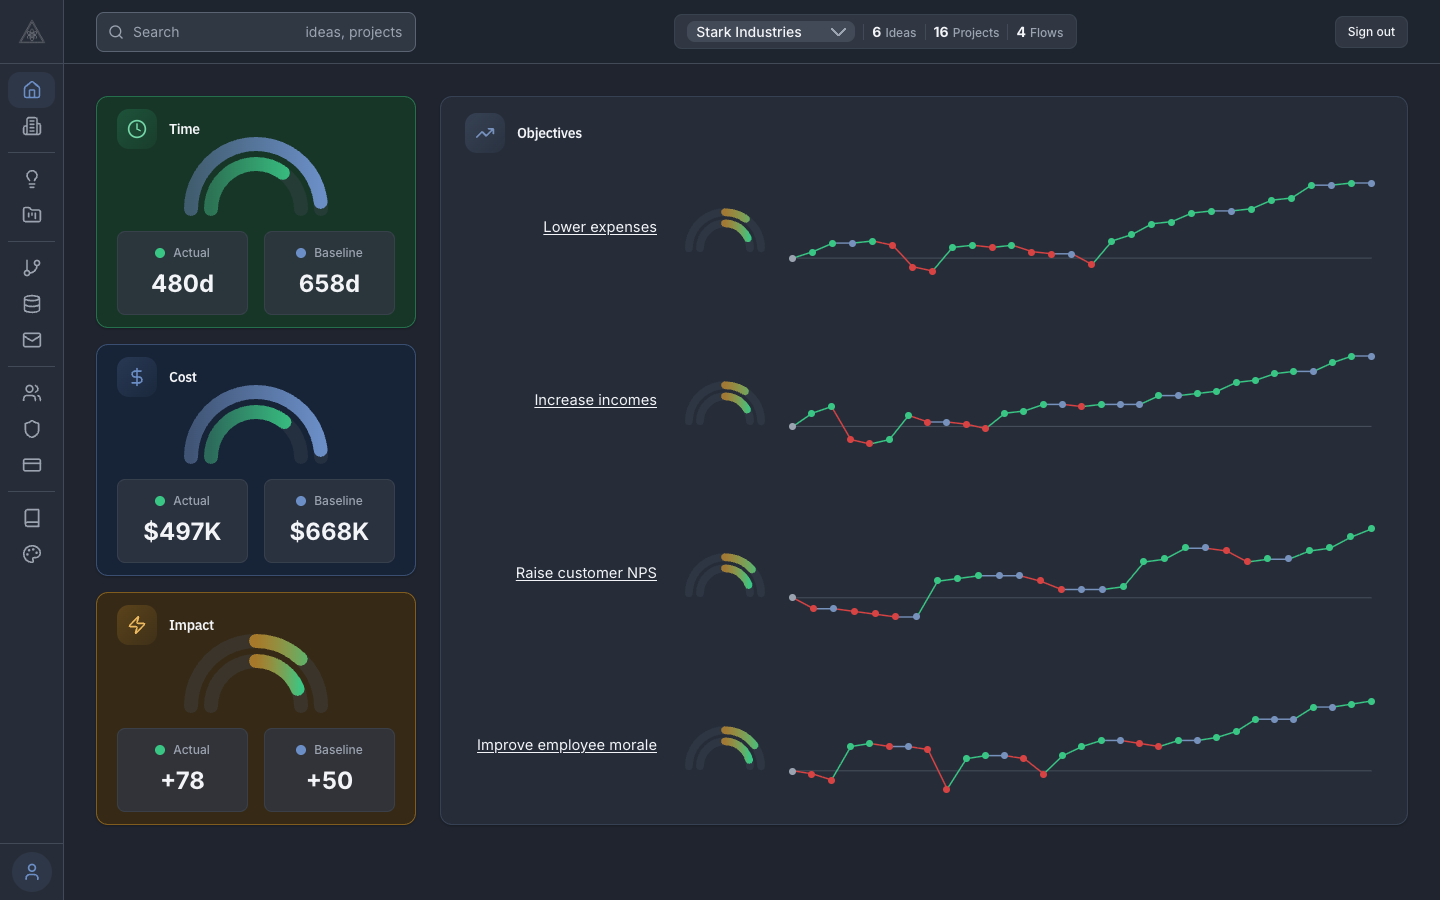 Search ideas, projects
Stark Industries 6 Ideas 16 Projects 4 Flows
Sign out
Time
Actual
480d
Baseline
658d
Cost
Actual
$497K
Baseline
$668K
Impact
Actual
+78
Baseline
+50
Objectives
Lower expenses
Increase incomes
Raise customer NPS
Improve employee morale